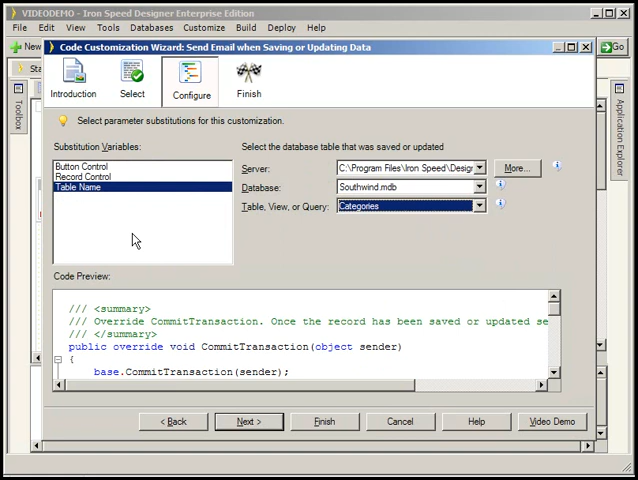 VIDEODEMO - Iron Speed Designer Enterprise Edition
File Edit View Tools Databases Customize Build Deploy Help
New
Go
Code Customization Wizard: Send Email when Saving or Updating Data
Introduction Select Configure Finish
Toolbox
Application Explorer
Select parameter substitutions for this customization.
Substitution Variables:
Select the database table that was saved or updated
Button Control
Record Control
Table Name
Server: C:\Program Files\Iron Speed\Desigr More...
Database: Southwind.mdb
Table, View, or Query: Categories
Code Preview:
/// <summary>
/// Override CommitTransaction. Once the record has been saved or updated se
/// </summary>
public override void CommitTransaction(object sender)
{
base.CommitTransaction(sender);
< Back Next > Finish Cancel Help Video Demo